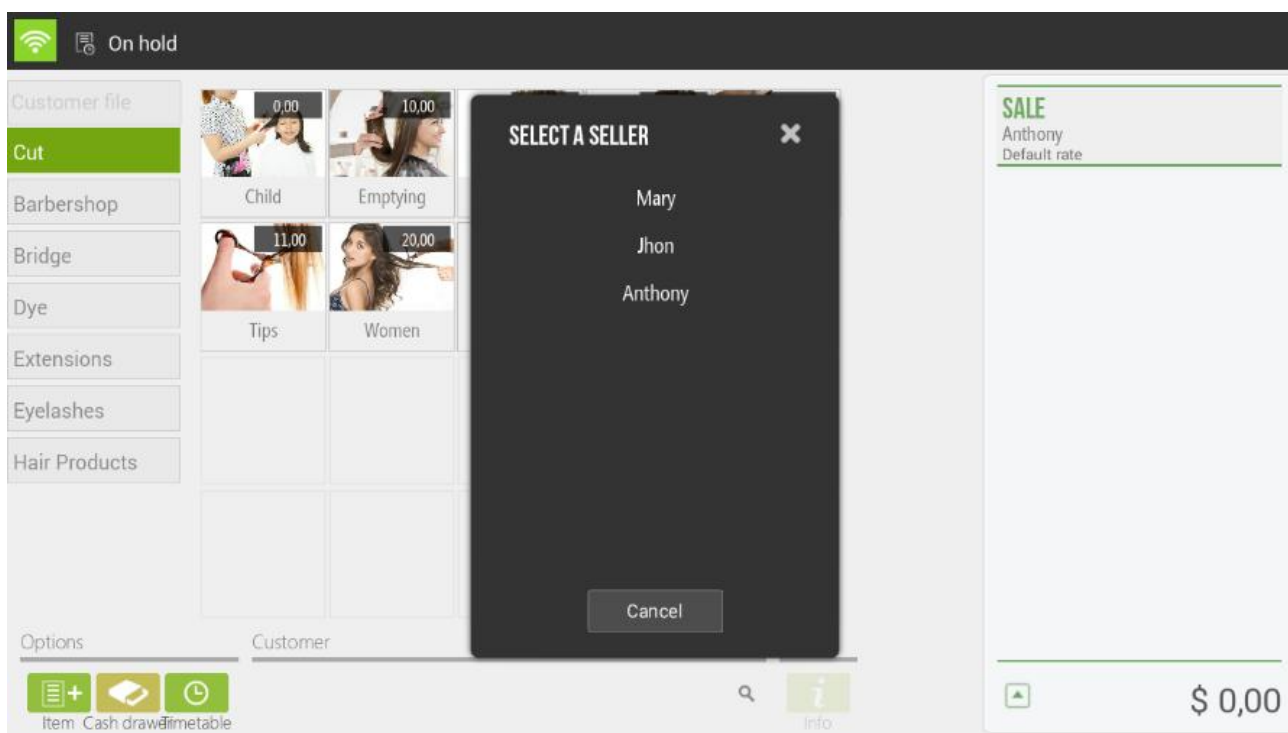 On hold
Customer file
Cut
Barbershop
Bridge
Dye
Extensions
Eyelashes
Hair Products
0,00
10,00
Child
Emptying
11,00
20,00
Tips
Women
SELECT A SELLER
Mary
Jhon
Anthony
Cancel
SALE
Anthony
Default rate
Options
Customer
Item
Cash drawer
Timetable
i
Info
$ 0,00